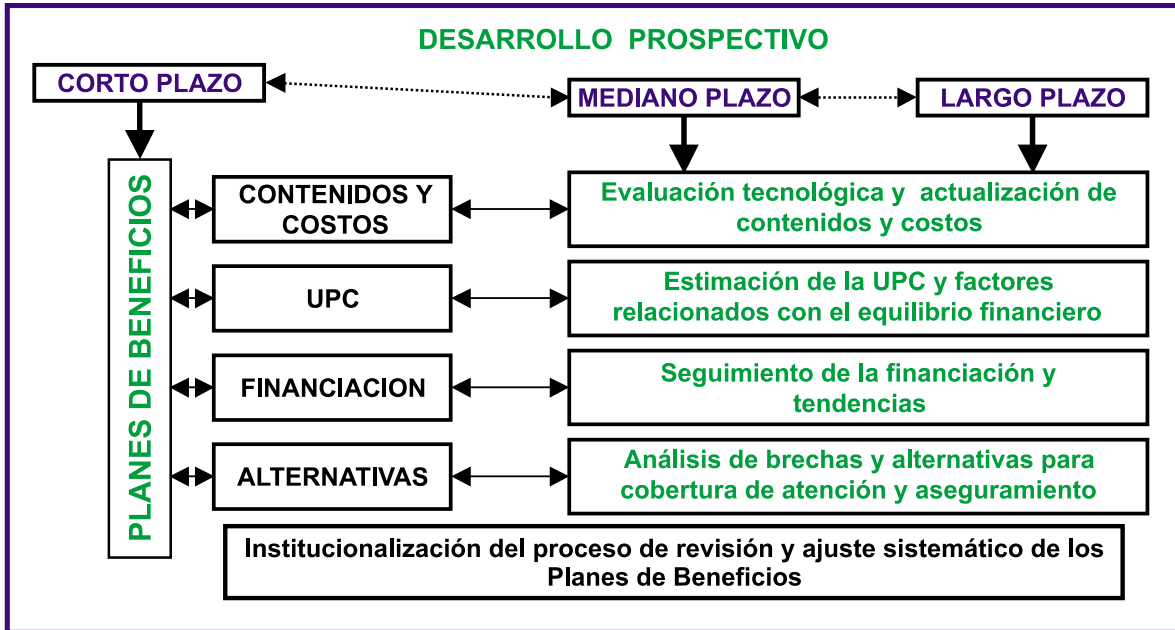 DESARROLLO PROSPECTIVO
CORTO PLAZO
MEDIANO PLAZO
LARGO PLAZO
PLANES DE BENEFICIOS
CONTENIDOS Y
COSTOS
Evaluación tecnológica y actualización de
contenidos y costos
UPC
Estimación de la UPC y factores
relacionados con el equilibrio financiero
FINANCIACION
Seguimiento de la financiación y
tendencias
ALTERNATIVAS
Análisis de brechas y alternativas para
cobertura de atención y aseguramiento
Institucionalización del proceso de revisión y ajuste sistemático de los
Planes de Beneficios